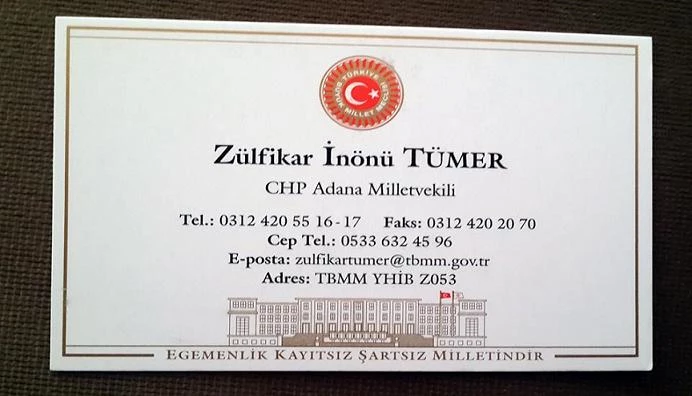 TÜRKİYE BÜYÜK MİLLET MECLİSİ
Zülfikar İnönü TÜMER
CHP Adana Milletvekili
Tel.: 0312 420 55 16-17 Faks: 0312 420 20 70
Cep Tel.: 0533 632 45 96
E-posta: zulfikartumer@tbmm.gov.tr
Adres: TBMM YHİB Z053
EGEMENLİK KAYITSIZ ŞARTSIZ MİLLETİNDİR